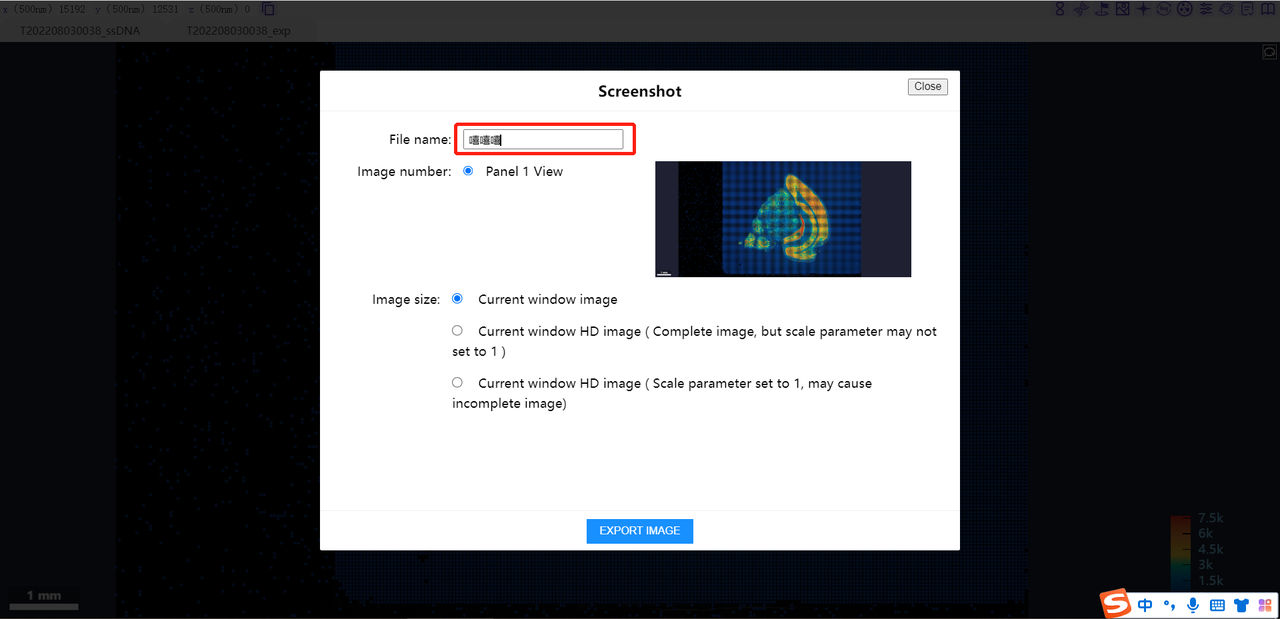 x (500nm) 15192 y (500nm) 12531 z (500nm) 0
T202208030038_ssDNA T202208030038_exp
Screenshot
Close
File name: 嘻嘻嘻
Image number: Panel 1 View
Image size: Current window image
Current window HD image ( Complete image, but scale parameter may not
set to 1 )
Current window HD image ( Scale parameter set to 1, may cause
incomplete image)
EXPORT IMAGE
7.5k
6k
4.5k
3k
1.5k
1 mm
中